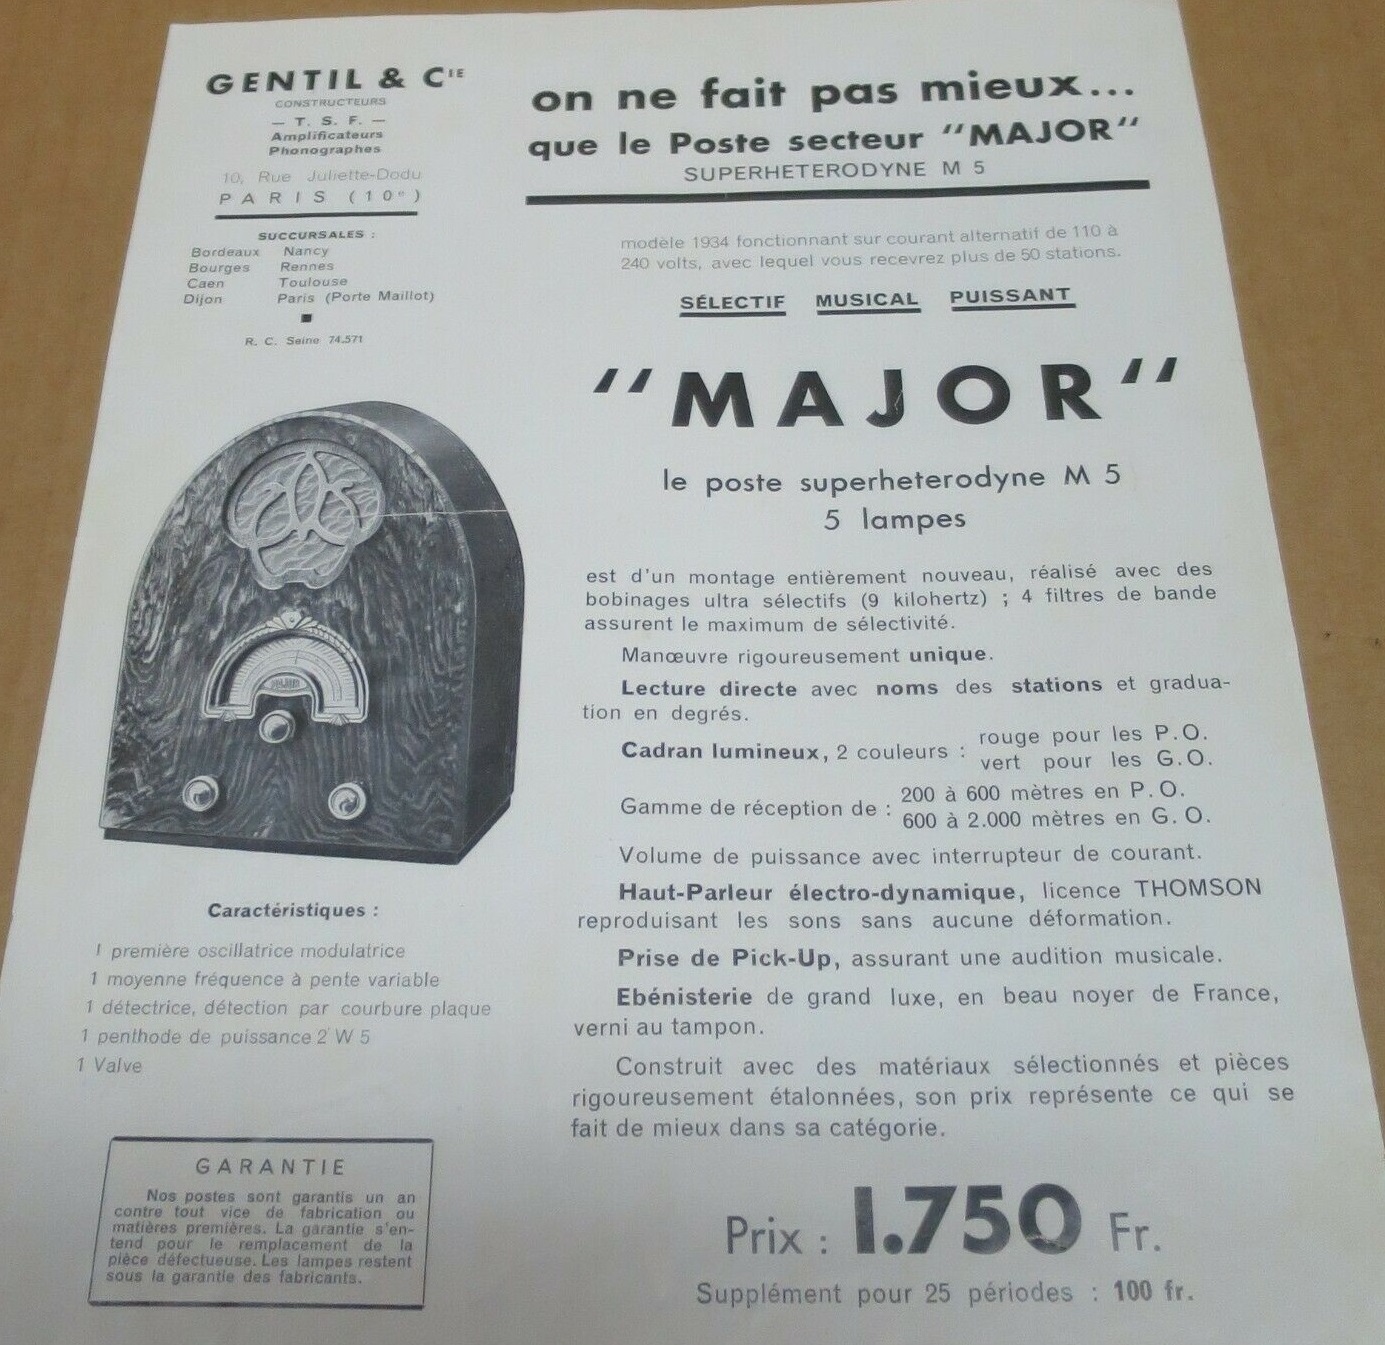 GENTIL & CIE
CONSTRUCTEURS
— T. S. F. —
Amplificateurs
Phonographes
10, Rue Juliette-Dodu
PARIS (10e)
SUCCURSALES :
Bordeaux Nancy
Bourges Rennes
Caen Toulouse
Dijon Paris (Porte Maillot)
R. C. Seine 74.571
on ne fait pas mieux...
que le Poste secteur "MAJOR"
SUPERHETERODYNE M 5
modèle 1934 fonctionnant sur courant alternatif de 110 à
240 volts, avec lequel vous recevrez plus de 50 stations.
SÉLECTIF MUSICAL PUISSANT
"MAJOR"
le poste superheterodyne M 5
5 lampes
est d'un montage entièrement nouveau, réalisé avec des
bobinages ultra sélectifs (9 kilohertz) ; 4 filtres de bande
assurent le maximum de sélectivité.
Manœuvre rigoureusement unique.
Lecture directe avec noms des stations et gradua-
tion en degrés.
Cadran lumineux, 2 couleurs : rouge pour les P.O.
vert pour les G.O.
Gamme de réception de : 200 à 600 mètres en P.O.
600 à 2.000 mètres en G.O.
Volume de puissance avec interrupteur de courant.
Haut-Parleur électro-dynamique, licence THOMSON
reproduisant les sons sans aucune déformation.
Prise de Pick-Up, assurant une audition musicale.
Ebénisterie de grand luxe, en beau noyer de France,
verni au tampon.
Construit avec des matériaux sélectionnés et pièces
rigoureusement étalonnées, son prix représente ce qui se
fait de mieux dans sa catégorie.
Prix : 1.750 Fr.
Supplément pour 25 périodes : 100 fr.
MAJOR
Caractéristiques :
1 première oscillatrice modulatrice
1 moyenne fréquence à pente variable
1 détectrice, détection par courbure plaque
1 penthode de puissance 2 W 5
1 Valve
GARANTIE
Nos postes sont garantis un an
contre tout vice de fabrication ou
matières premières. La garantie s'en-
tend pour le remplacement de la
pièce défectueuse. Les lampes restent
sous la garantie des fabricants.